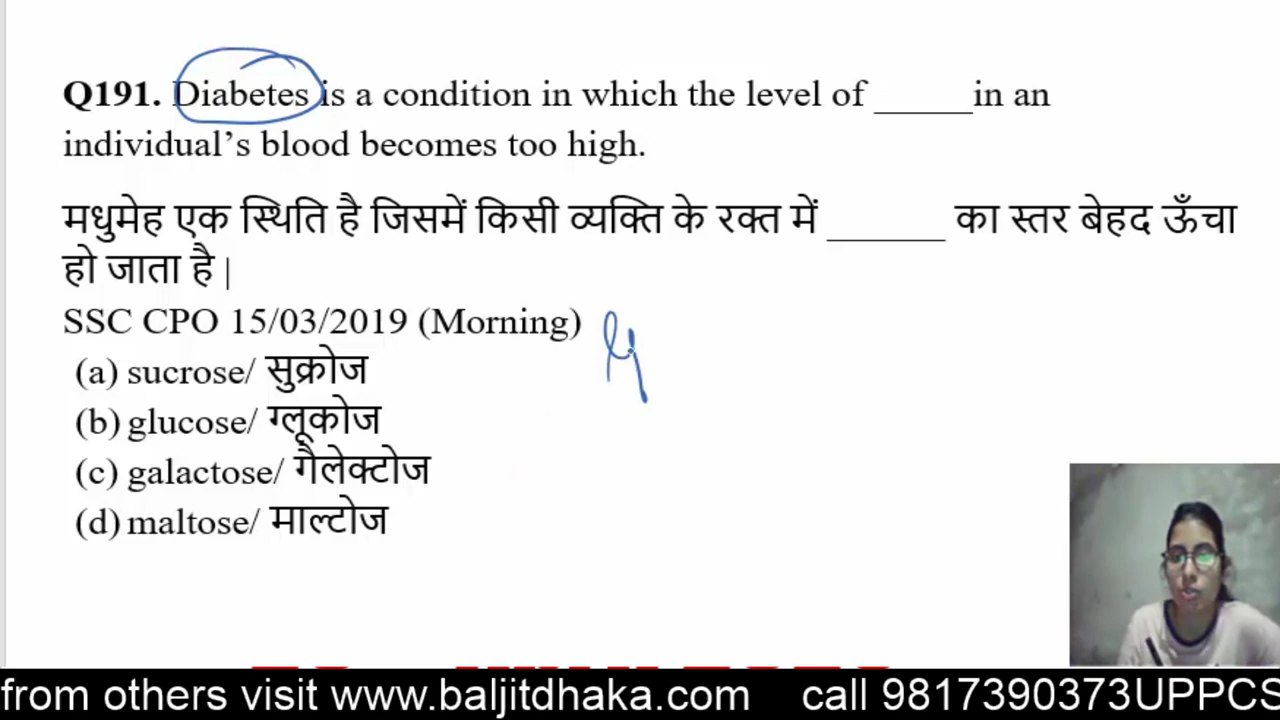 Q191. Diabetes is a condition in which the level of ______in an
individual’s blood becomes too high.
मधुमेह एक स्थिति है जिसमें किसी व्यक्ति के रक्त में ______ का स्तर बेहद ऊँचा
हो जाता है |
SSC CPO 15/03/2019 (Morning)
(a) sucrose/ सुक्रोज
(b) glucose/ ग्लूकोज
(c) galactose/ गैलेक्टोज
(d) maltose/ माल्टोज
from others visit www.baljitdhaka.com call 9817390373UPPCS